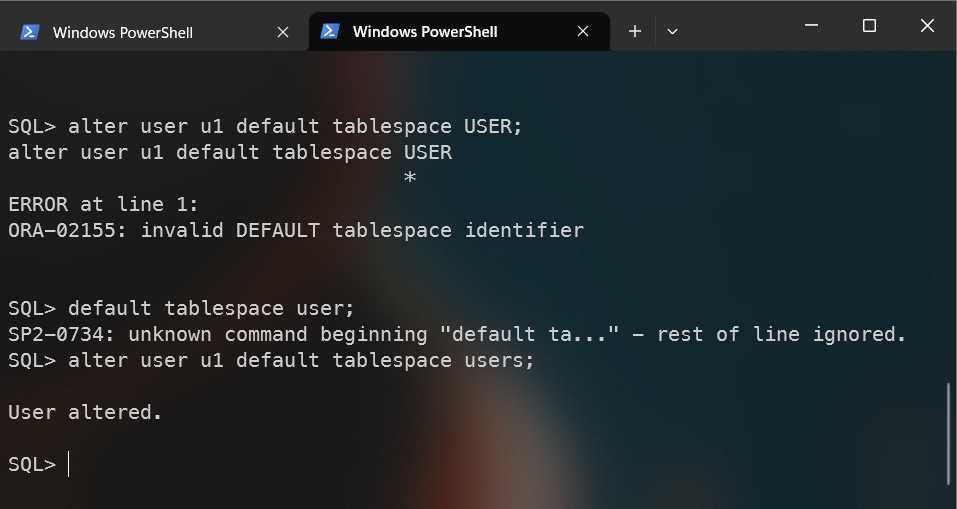 Windows PowerShell
Windows PowerShell
SQL> alter user u1 default tablespace USER;
alter user u1 default tablespace USER
*
ERROR at line 1:
ORA-02155: invalid DEFAULT tablespace identifier
SQL> default tablespace user;
SP2-0734: unknown command beginning "default ta..." - rest of line ignored.
SQL> alter user u1 default tablespace users;
User altered.
SQL>